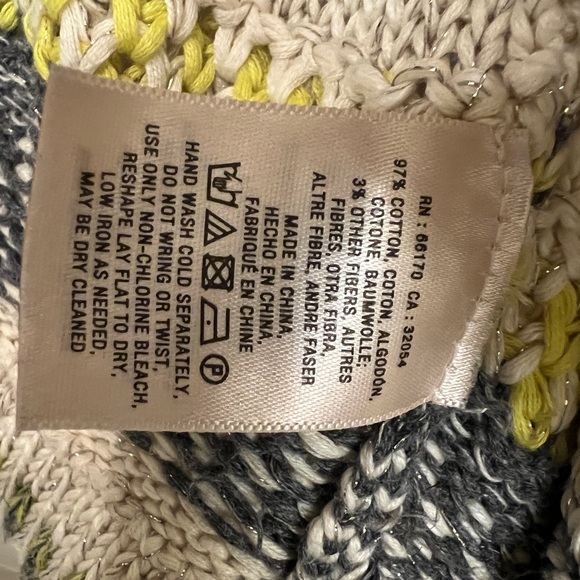 RN : 66170 CA : 32054
97% COTTON, COTON, ALGODÓN,
COTONE, BAUMWOLLE;
3% OTHER FIBERS, AUTRES
FIBRES, OTRA FIBRA,
ALTRE FIBRE, ANDRE FASER
MADE IN CHINA,
HECHO EN CHINA,
FABRIQUÉ EN CHINE
P
HAND WASH COLD SEPARATELY,
DO NOT WRING OR TWIST,
USE ONLY NON-CHLORINE BLEACH,
RESHAPE LAY FLAT TO DRY,
LOW IRON AS NEEDED,
MAY BE DRY CLEANED.